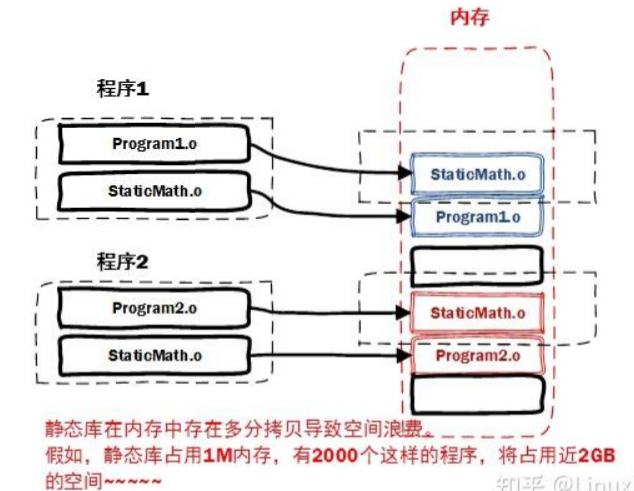 内存
程序1
Program1.o
StaticMath.o
StaticMath.o
Program1.o
程序2
Program2.o
StaticMath.o
StaticMath.o
Program2.o
静态库在内存中存在多分拷贝导致空间浪费。
假如，静态库占用1M内存，有2000个这样的程序，将占用近2GB
的空间~~~~~
知乎 @Linux